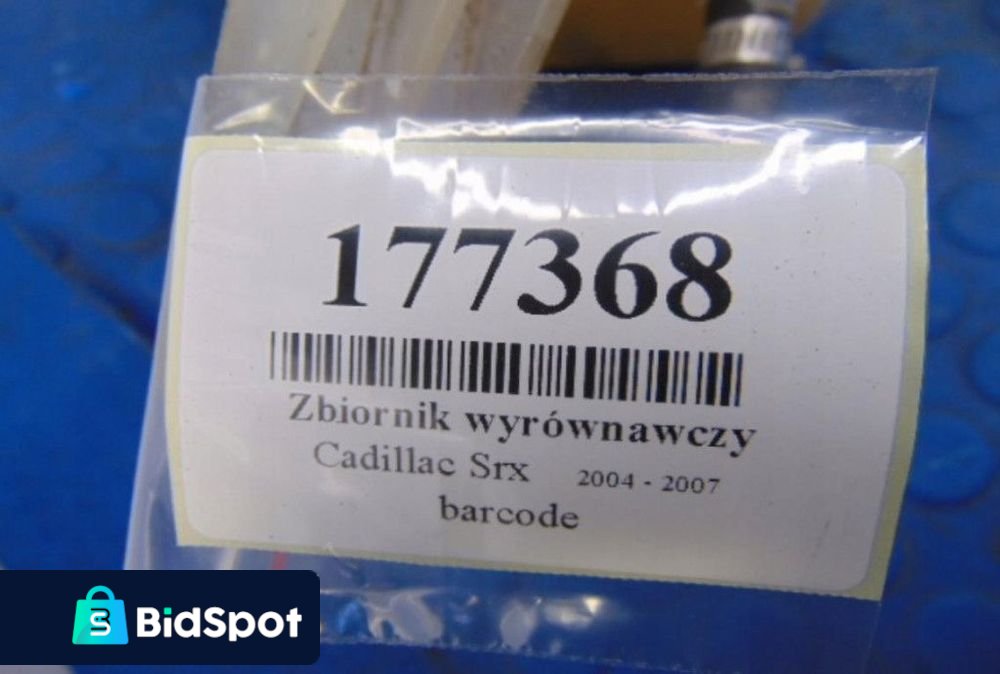 177368
Zbiornik wyrównawczy
Cadillac Srx 2004 - 2007
barcode
BidSpot